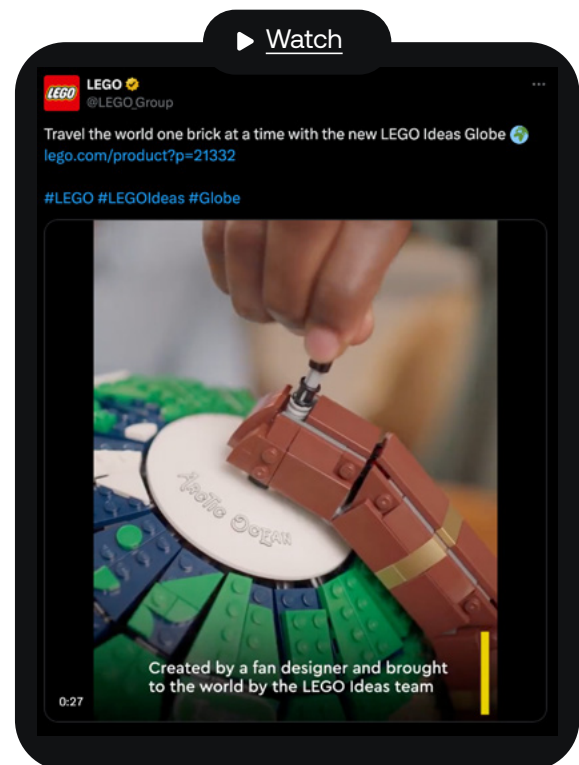 Watch
LEGO
LEGO
@LEGO_Group
Travel the world one brick at a time with the new LEGO Ideas Globe 🌍
lego.com/product?p=21332
#LEGO #LEGOIdeas #Globe
ARCTIC OCEAN
Created by a fan designer and brought
to the world by the LEGO Ideas team
0:27